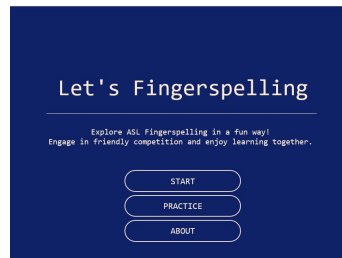 Let's Fingerspelling
Explore ASL Fingerspelling in a fun way!
Engage in friendly competition and enjoy learning together.
START
PRACTICE
ABOUT